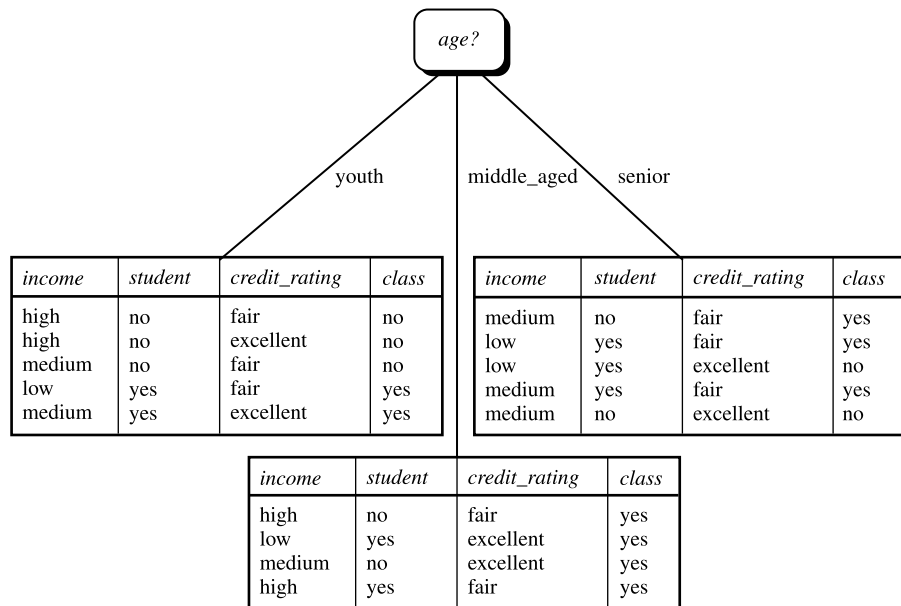 age?
youth
middle_aged
senior
income student credit_rating class
high no fair no
high no excellent no
medium no fair no
low yes fair yes
medium yes excellent yes
income student credit_rating class
medium no fair yes
low yes fair yes
low yes excellent no
medium yes fair yes
medium no excellent no
income student credit_rating class
high no fair yes
low yes excellent yes
medium no excellent yes
high yes fair yes